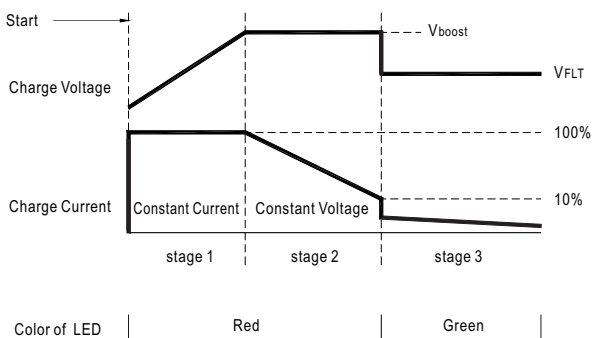 Start
Vboost
Charge Voltage
VFLT
100%
10%
Charge Current
Constant Current
Constant Voltage
stage 1
stage 2
stage 3
Color of LED
Red
Green